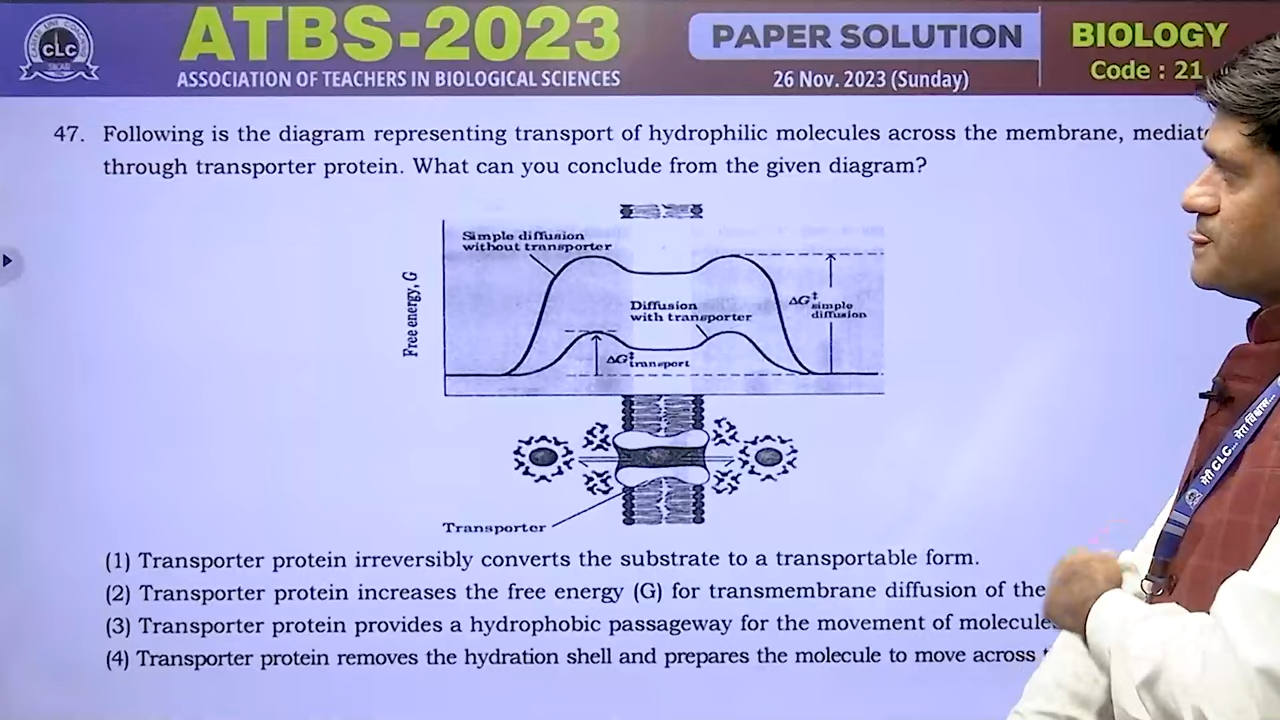 CAREER LINE COACHING
CLC
SIKAR
ATBS-2023
ASSOCIATION OF TEACHERS IN BIOLOGICAL SCIENCES
PAPER SOLUTION
26 Nov. 2023 (Sunday)
BIOLOGY
Code : 21
47. Following is the diagram representing transport of hydrophilic molecules across the membrane,
through transporter protein. What can you conclude from the given diagram?
Simple diffusion
without transporter
Free energy, G
Diffusion
with transporter
ΔG‡simple
diffusion
ΔG‡transport
Transporter
(1) Transporter protein irreversibly converts the substrate to a transportable form.
(2) Transporter protein increases the free energy (G) for transmembrane diffusion of the
(3) Transporter protein provides a hydrophobic passageway for the movement of
(4) Transporter protein removes the hydration shell and prepares the molecule to move across
मेरी CLC... मेरा विश्वास...